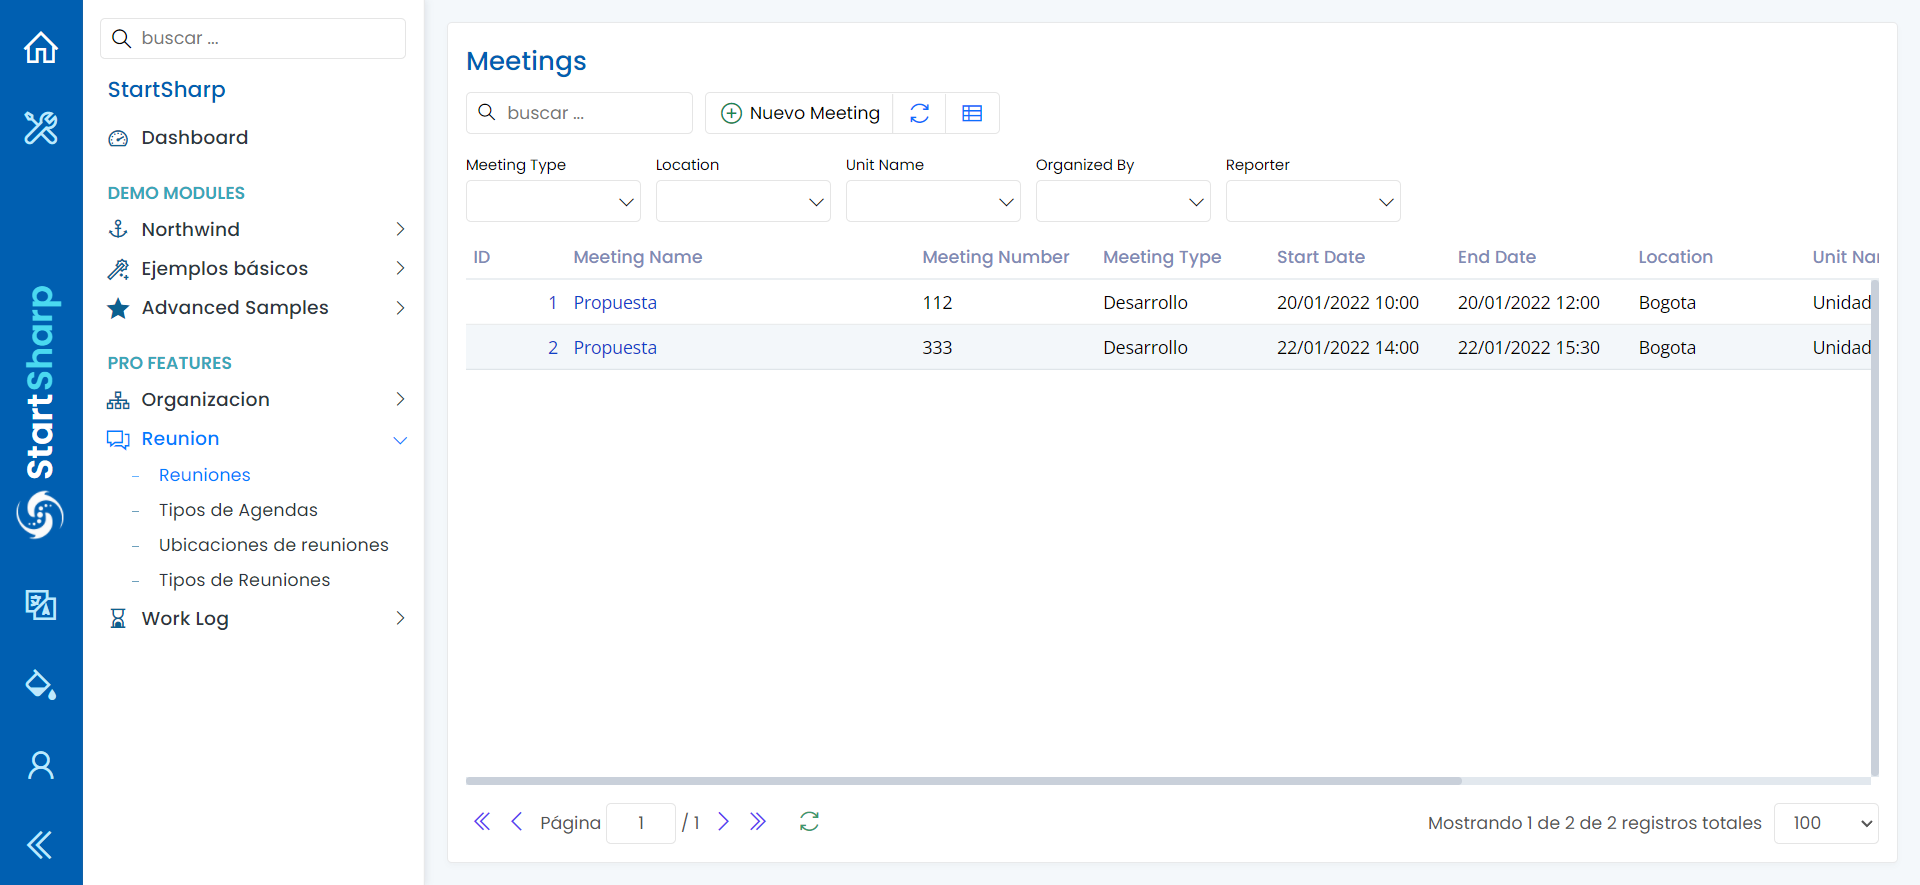 StartSharp
buscar ...
StartSharp
Dashboard
DEMO MODULES
Northwind
Ejemplos básicos
Advanced Samples
PRO FEATURES
Organizacion
Reunion
- Reuniones
- Tipos de Agendas
- Ubicaciones de reuniones
- Tipos de Reuniones
Work Log
Meetings
buscar ...
Nuevo Meeting
Meeting Type Location Unit Name Organized By Reporter
ID Meeting Name Meeting Number Meeting Type Start Date End Date Location Unit Nar
1 Propuesta 112 Desarrollo 20/01/2022 10:00 20/01/2022 12:00 Bogota Unidad
2 Propuesta 333 Desarrollo 22/01/2022 14:00 22/01/2022 15:30 Bogota Unidad
Página 1 / 1
Mostrando 1 de 2 de 2 registros totales 100